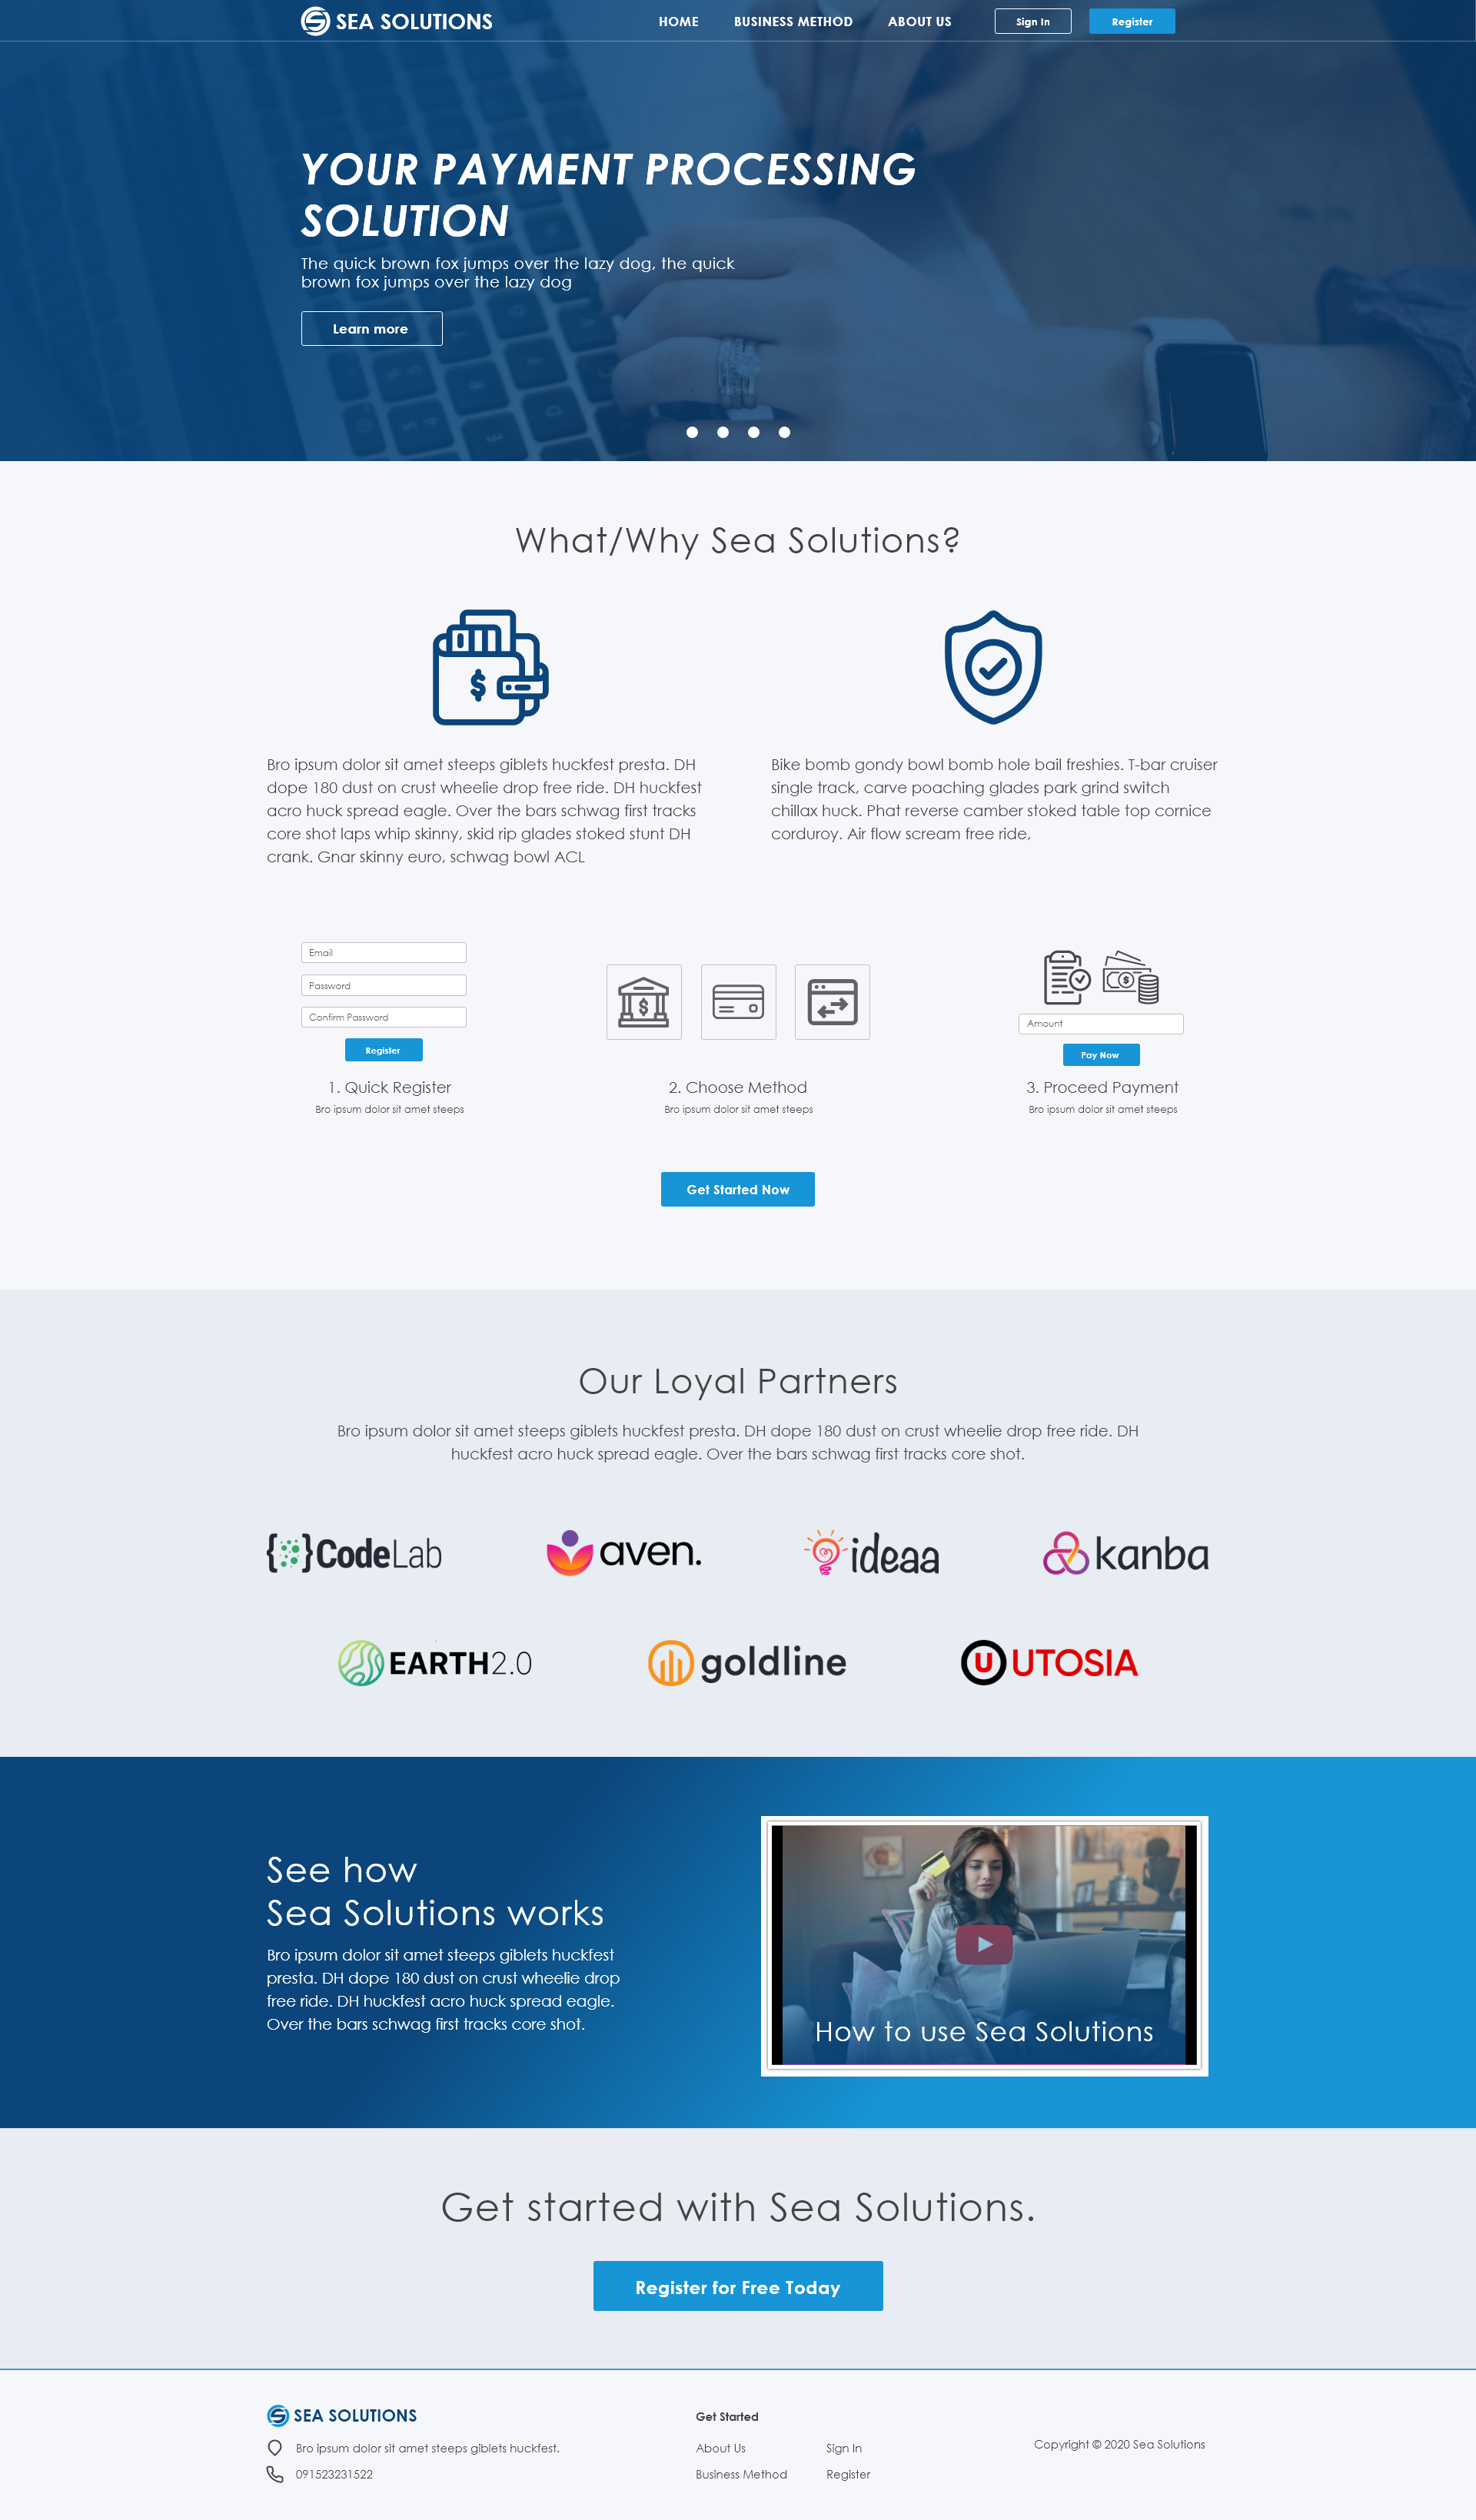 SEA SOLUTIONS
HOME
BUSINESS METHOD
ABOUT US
Sign In
Register
YOUR PAYMENT PROCESSING
SOLUTION
The quick brown fox jumps over the lazy dog, the quick
brown fox jumps over the lazy dog
Learn more
What/Why Sea Solutions?
Bro ipsum dolor sit amet steeps giblets huckfest presta. DH
dope 180 dust on crust wheelie drop free ride. DH huckfest
acro huck spread eagle. Over the bars schwag first tracks
core shot laps whip skinny, skid rip glades stoked stunt DH
crank. Gnar skinny euro, schwag bowl ACL
Bike bomb gondy bowl bomb hole bail freshies. T-bar cruiser
single track, carve poaching glades park grind switch
chillax huck. Phat reverse camber stoked table top cornice
corduroy. Air flow scream free ride,
Email
Password
Confirm Password
Register
1. Quick Register
Bro ipsum dolor sit amet steeps
2. Choose Method
Bro ipsum dolor sit amet steeps
Amount
Pay Now
3. Proceed Payment
Bro ipsum dolor sit amet steeps
Get Started Now
Our Loyal Partners
Bro ipsum dolor sit amet steeps giblets huckfest presta. DH dope 180 dust on crust wheelie drop free ride. DH
huckfest acro huck spread eagle. Over the bars schwag first tracks core shot.
{ } CodeLab
aven.
ideaa
kanba
EARTH2.0
goldline
U UTOSIA
See how
Sea Solutions works
Bro ipsum dolor sit amet steeps giblets huckfest
presta. DH dope 180 dust on crust wheelie drop
free ride. DH huckfest acro huck spread eagle.
Over the bars schwag first tracks core shot.
How to use Sea Solutions
Get started with Sea Solutions.
Register for Free Today
SEA SOLUTIONS
Bro ipsum dolor sit amet steeps giblets huckfest.
091523231522
Get Started
About Us
Sign In
Business Method
Register
Copyright © 2020 Sea Solutions